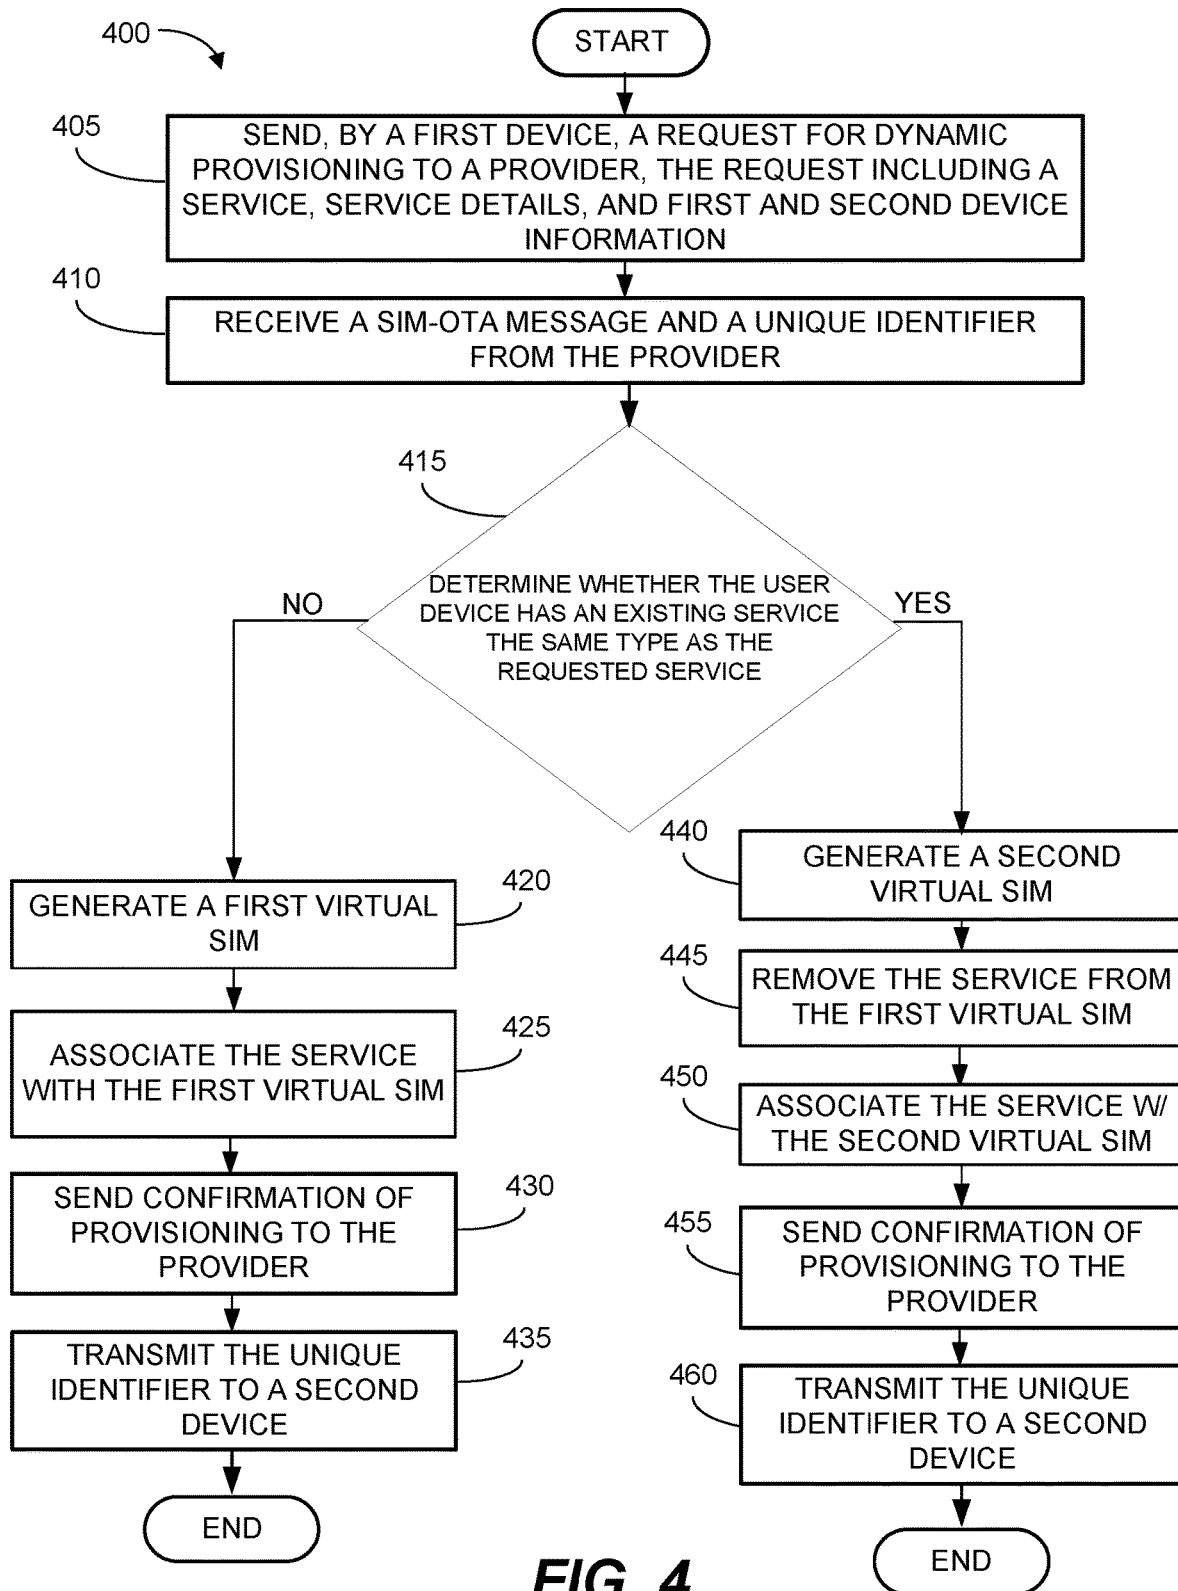 400
START
405
SEND, BY A FIRST DEVICE, A REQUEST FOR DYNAMIC
PROVISIONING TO A PROVIDER, THE REQUEST INCLUDING A
SERVICE, SERVICE DETAILS, AND FIRST AND SECOND DEVICE
INFORMATION
410
RECEIVE A SIM-OTA MESSAGE AND A UNIQUE IDENTIFIER
FROM THE PROVIDER
415
DETERMINE WHETHER THE USER
DEVICE HAS AN EXISTING SERVICE
THE SAME TYPE AS THE
REQUESTED SERVICE
NO
YES
420
GENERATE A FIRST VIRTUAL
SIM
425
ASSOCIATE THE SERVICE
WITH THE FIRST VIRTUAL SIM
430
SEND CONFIRMATION OF
PROVISIONING TO THE
PROVIDER
435
TRANSMIT THE UNIQUE
IDENTIFIER TO A SECOND
DEVICE
END
440
GENERATE A SECOND
VIRTUAL SIM
445
REMOVE THE SERVICE FROM
THE FIRST VIRTUAL SIM
450
ASSOCIATE THE SERVICE W/
THE SECOND VIRTUAL SIM
455
SEND CONFIRMATION OF
PROVISIONING TO THE
PROVIDER
460
TRANSMIT THE UNIQUE
IDENTIFIER TO A SECOND
DEVICE
END
FIG. 4